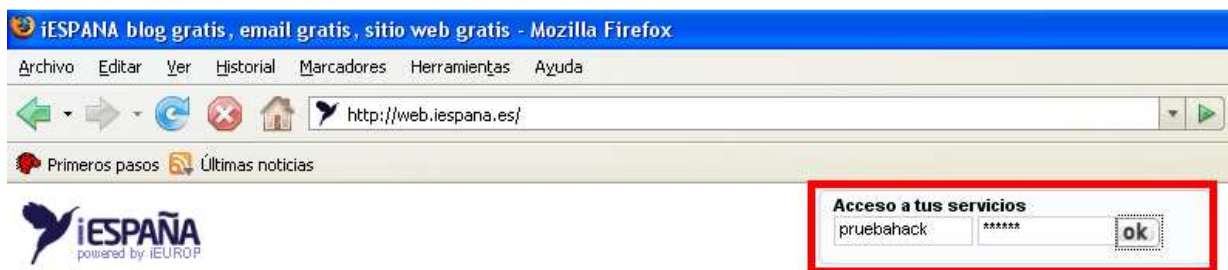 iESPANA blog gratis, email gratis, sitio web gratis - Mozilla Firefox
Archivo Editar Ver Historial Marcadores Herramientas Ayuda
http://web.iespana.es/
Primeros pasos Últimas noticias
iESPAÑA
powered by iEUROP
Acceso a tus servicios
pruebahack ****** ok